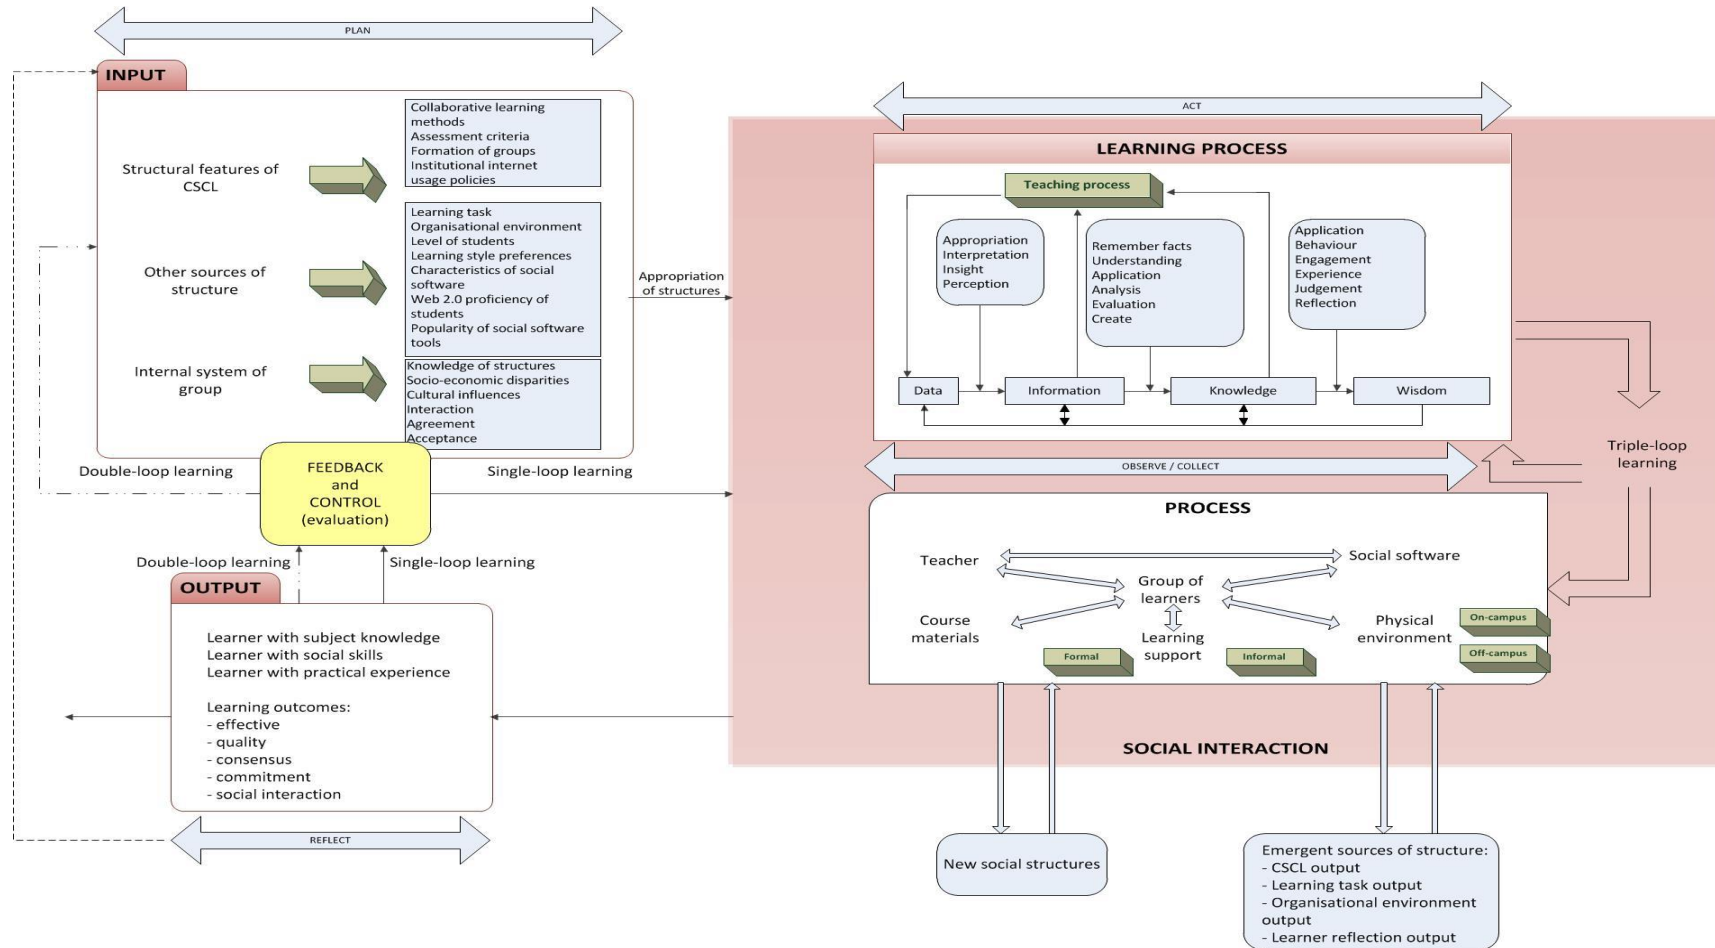 PLAN
INPUT
Structural features of
CSCL
Collaborative learning
methods
Assessment criteria
Formation of groups
Institutional internet
usage policies
Other sources of
structure
Learning task
Organisational environment
Level of students
Learning style preferences
Characteristics of social
software
Web 2.0 proficiency of
students
Popularity of social software
tools
Internal system of
group
Knowledge of structures
Socio-economic disparities
Cultural influences
Interaction
Agreement
Acceptance
Appropriation
of structures
Double-loop learning
FEEDBACK
and
CONTROL
(evaluation)
Single-loop learning
Double-loop learning
Single-loop learning
OUTPUT
Learner with subject knowledge
Learner with social skills
Learner with practical experience
Learning outcomes:
- effective
- quality
- consensus
- commitment
- social interaction
REFLECT
ACT
LEARNING PROCESS
Teaching process
Appropriation
Interpretation
Insight
Perception
Remember facts
Understanding
Application
Analysis
Evaluation
Create
Application
Behaviour
Engagement
Experience
Judgement
Reflection
Data
Information
Knowledge
Wisdom
OBSERVE / COLLECT
Triple-loop
learning
PROCESS
Teacher
Social software
Group of
learners
Course
materials
Learning
support
Physical
environment
Formal
Informal
On-campus
Off-campus
SOCIAL INTERACTION
New social structures
Emergent sources of structure:
- CSCL output
- Learning task output
- Organisational environment
output
- Learner reflection output